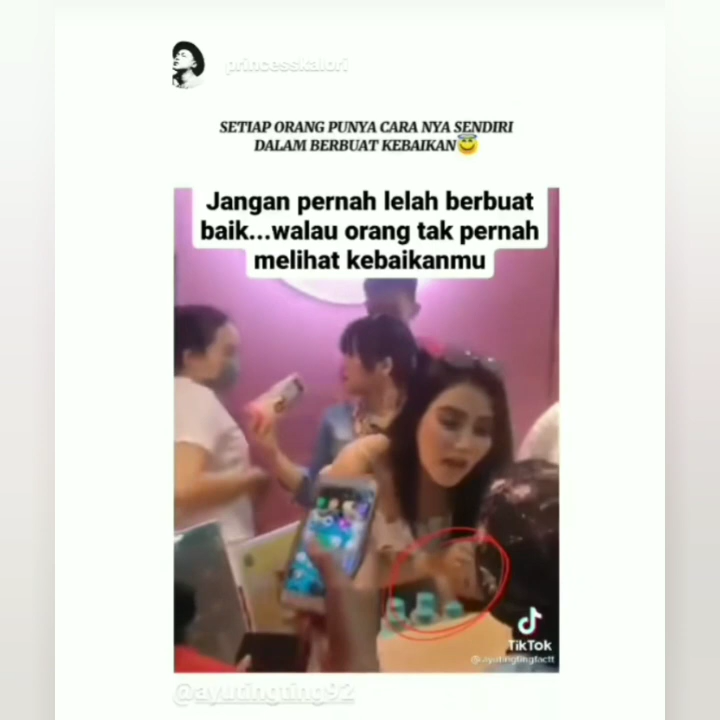 princesskalori
SETIAP ORANG PUNYA CARA NYA SENDIRI
DALAM BERBUAT KEBAIKAN
Jangan pernah lelah berbuat
baik...walau orang tak pernah
melihat kebaikanmu
TikTok
@ayutingtingfactt
@ayutingting92